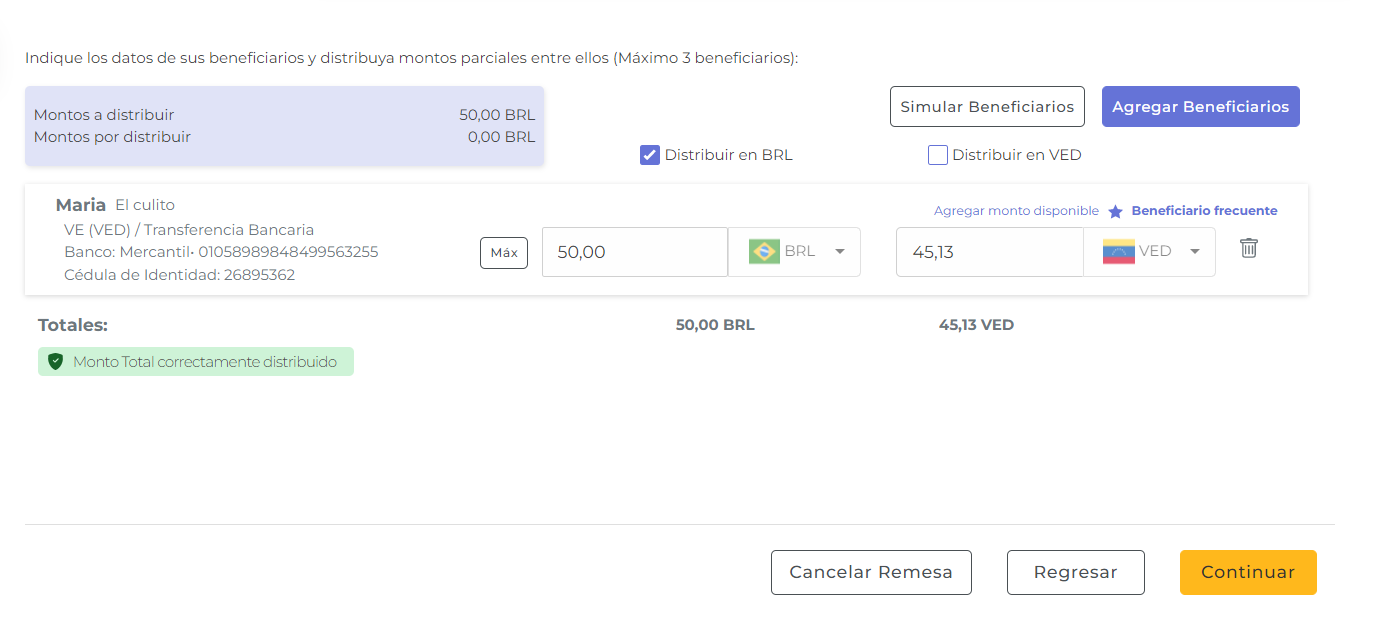 Indique los datos de sus beneficiarios y distribuya montos parciales entre ellos (Máximo 3 beneficiarios):
Montos a distribuir 50,00 BRL
Montos por distribuir 0,00 BRL
Simular Beneficiarios
Agregar Beneficiarios
Distribuir en BRL
Distribuir en VED
Maria El culito
VE (VED) / Transferencia Bancaria
Banco: Mercantil• 01058989848499563255
Cédula de Identidad: 26895362
Agregar monto disponible Beneficiario frecuente
Máx
50,00 BRL
45,13 VED
Totales: 50,00 BRL 45,13 VED
Monto Total correctamente distribuido
Cancelar Remesa
Regresar
Continuar